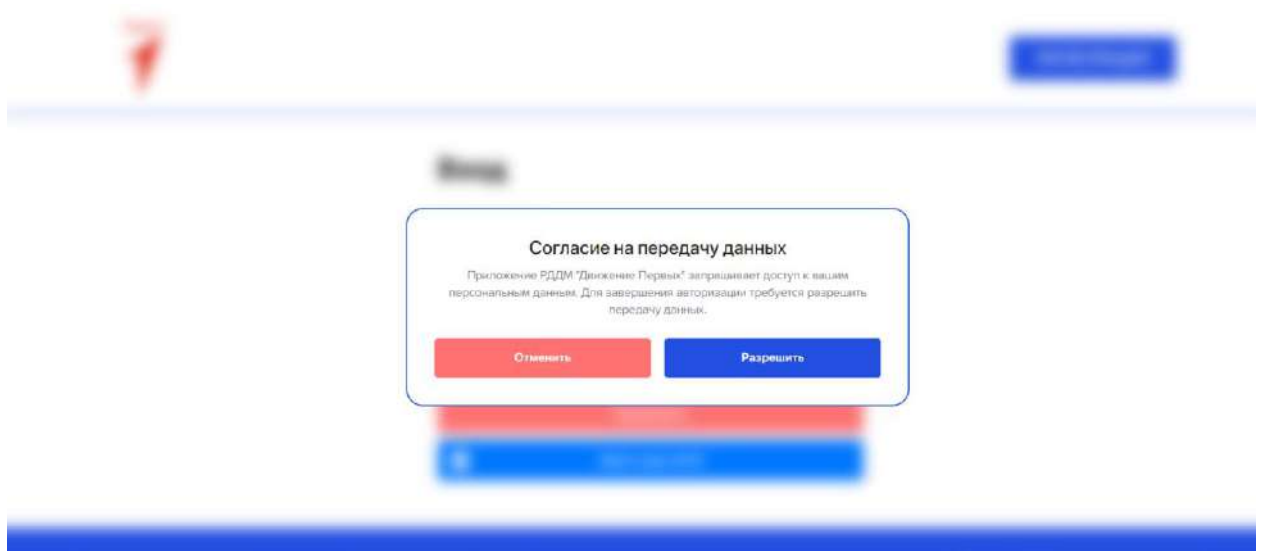 Вход
Согласие на передачу данных
Приложение РДДМ "Движение Первых" запрашивает доступ к вашим
персональным данным. Для завершения авторизации требуется разрешить
передачу данных.
Отменить
Разрешить